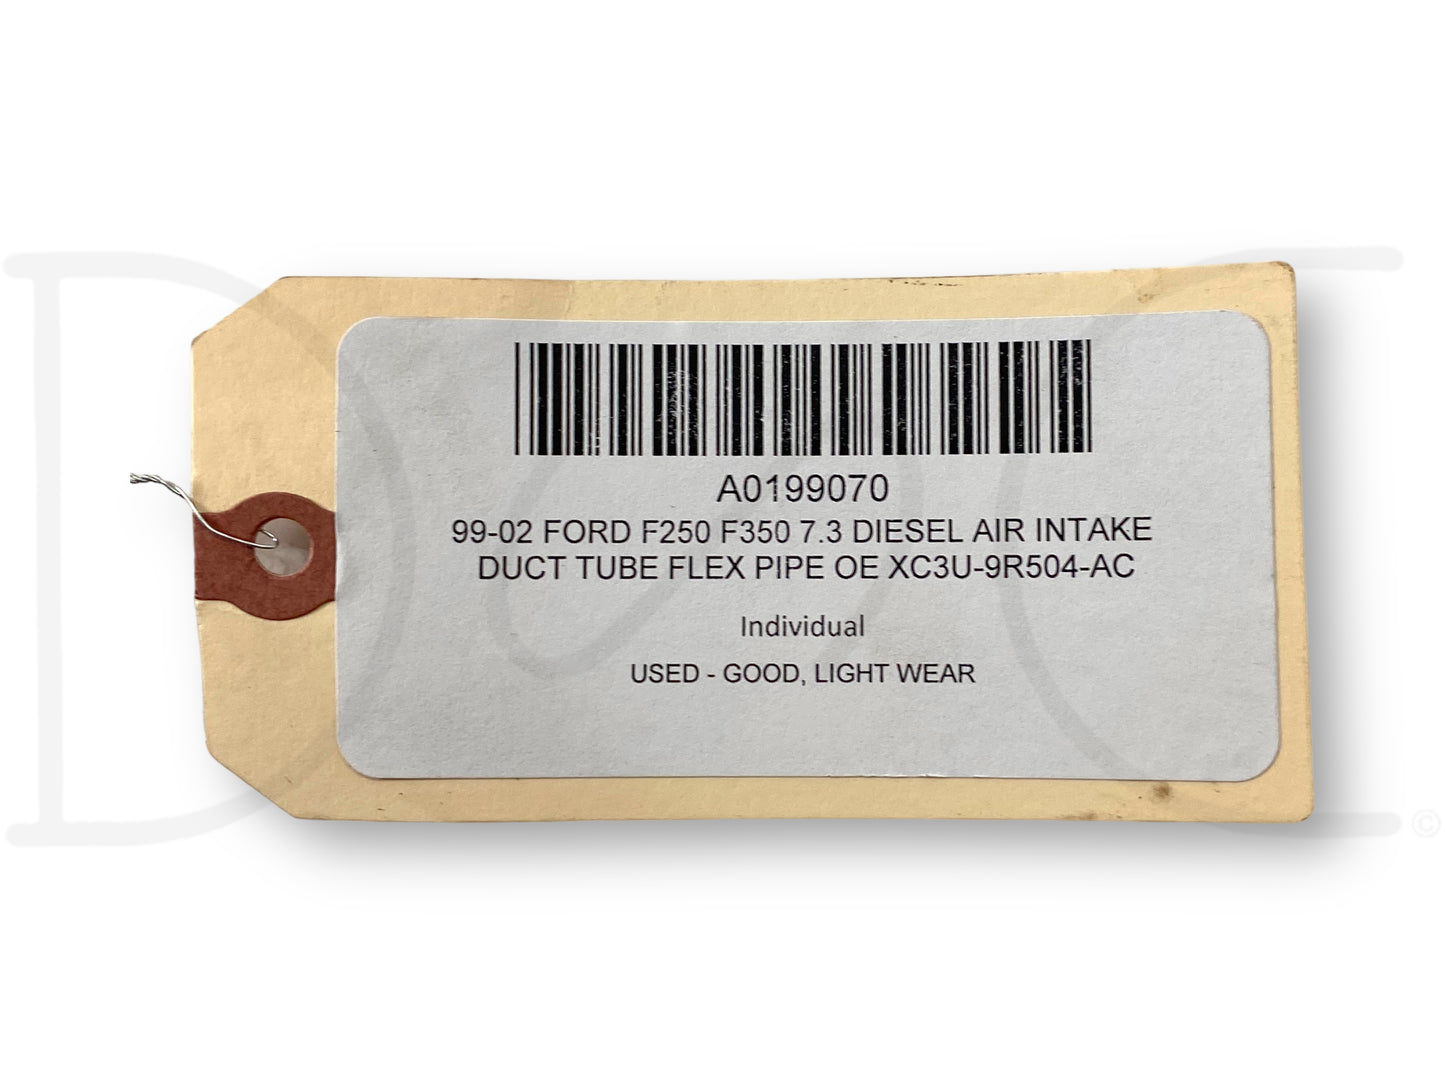 A0199070
99-02 FORD F250 F350 7.3 DIESEL AIR INTAKE
DUCT TUBE FLEX PIPE OE XC3U-9R504-AC
Individual
USED - GOOD, LIGHT WEAR
©